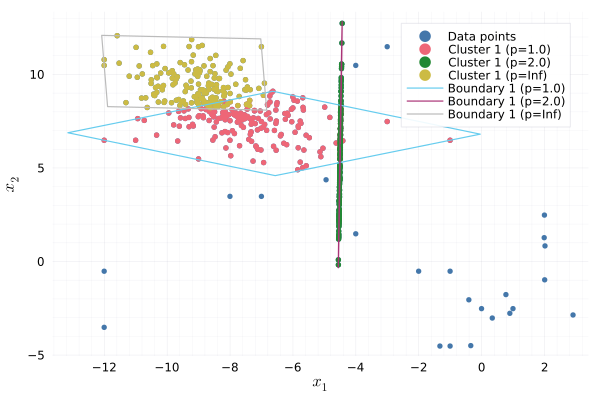 Data points
Cluster 1 (p=1.0)
Cluster 1 (p=2.0)
Cluster 1 (p=Inf)
Boundary 1 (p=1.0)
Boundary 1 (p=2.0)
Boundary 1 (p=Inf)
10
5
0
−5
x₂
−12 −10 −8 −6 −4 −2 0 2
x₁